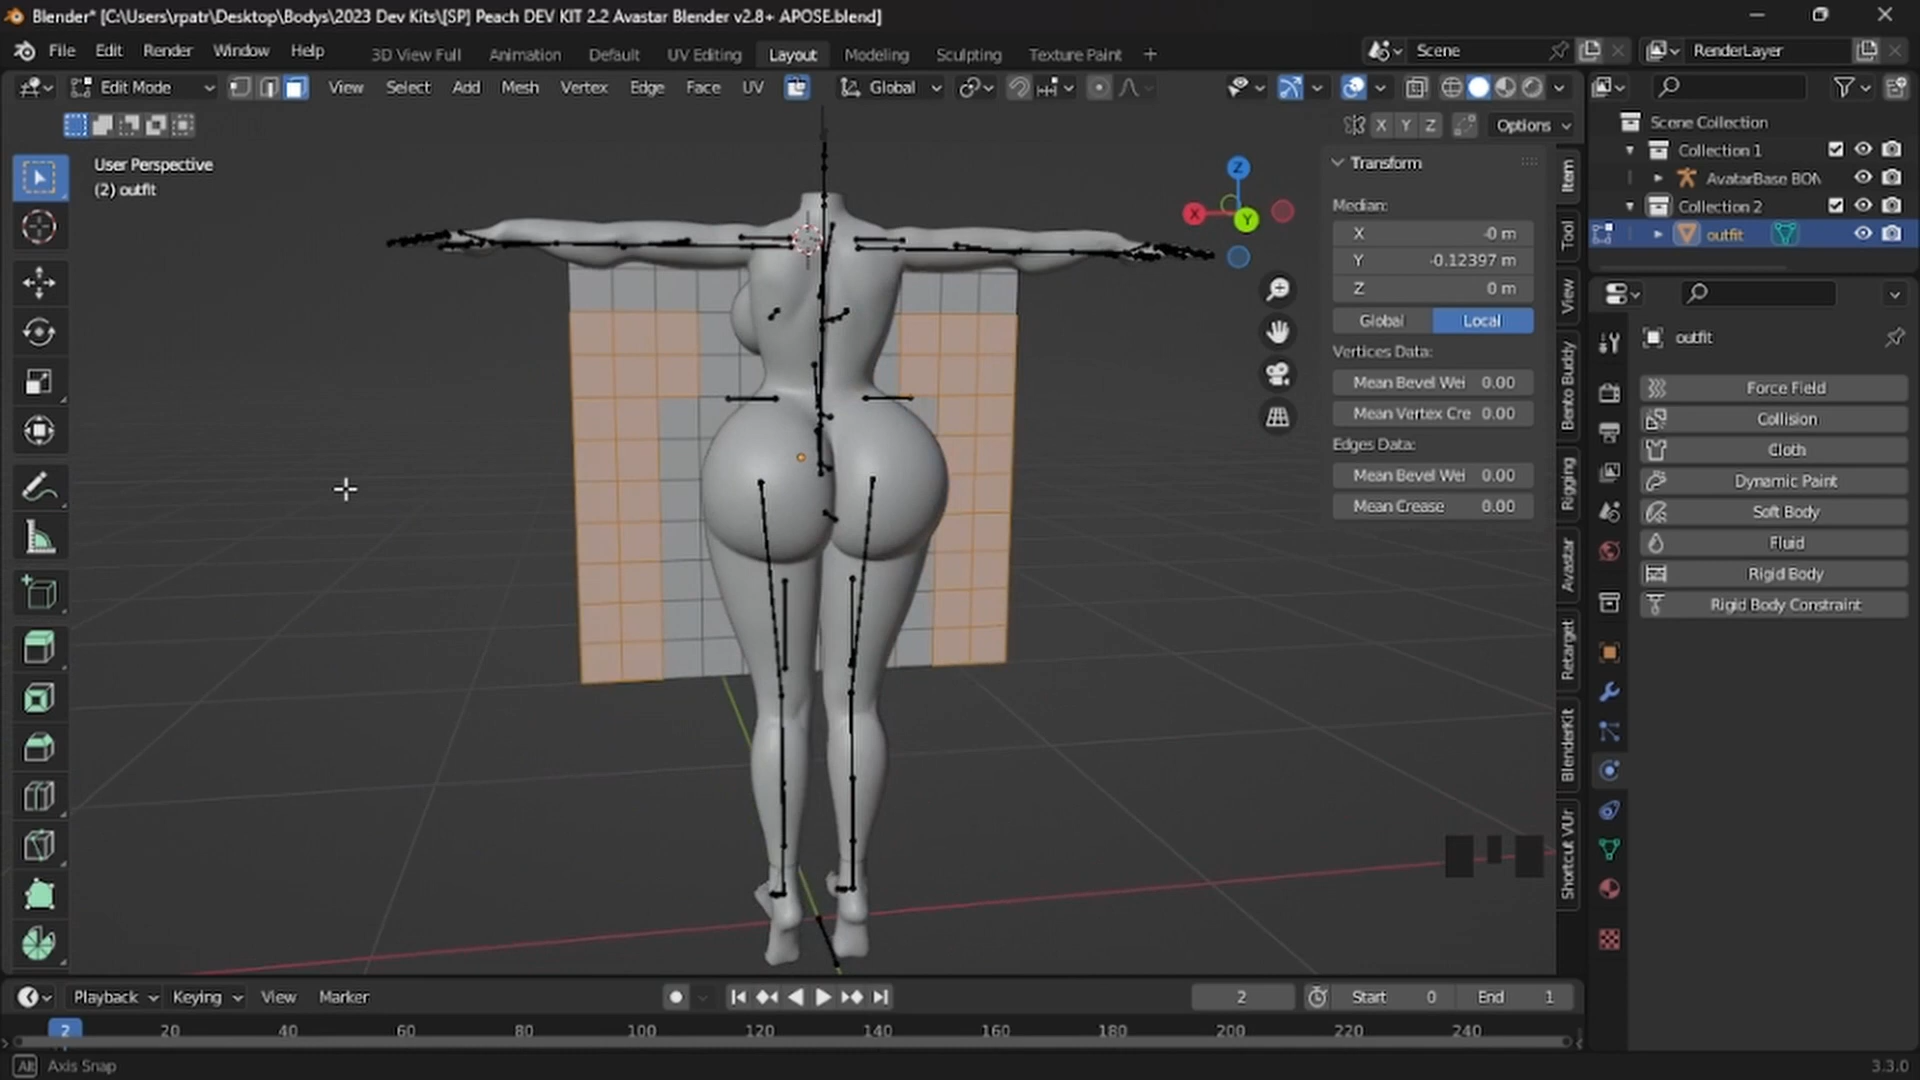 Blender* [C:\Users\rpatr\Desktop\Bodys\2023 Dev Kits\[SP] Peach DEV KIT 2.2 Avastar Blender v2.8+ APOSE.blend]
File Edit Render Window Help 3D View Full Animation Default UV Editing Layout Modeling Sculpting Texture Paint + Scene RenderLayer
Edit Mode View Select Add Mesh Vertex Edge Face UV Global
X Y Z Options
User Perspective
(2) outfit
Z
X
Y
Transform
Median:
X -0 m
Y -0.12397 m
Z 0 m
Global Local
Vertices Data:
Mean Bevel Wei 0.00
Mean Vertex Cre 0.00
Edges Data:
Mean Bevel Wei 0.00
Mean Crease 0.00
Item
Tool
View
Bento Buddy
Rigging
Avastar
Retarget
BlenderKit
Shortcut VUr
Scene Collection
Collection 1
AvatarBase BON
Collection 2
outfit
outfit
Force Field
Collision
Cloth
Dynamic Paint
Soft Body
Fluid
Rigid Body
Rigid Body Constraint
Playback Keying View Marker 2 Start 0 End 1
2 20 40 60 80 100 120 140 160 180 200 220 240
Alt Axis Snap 3.3.0